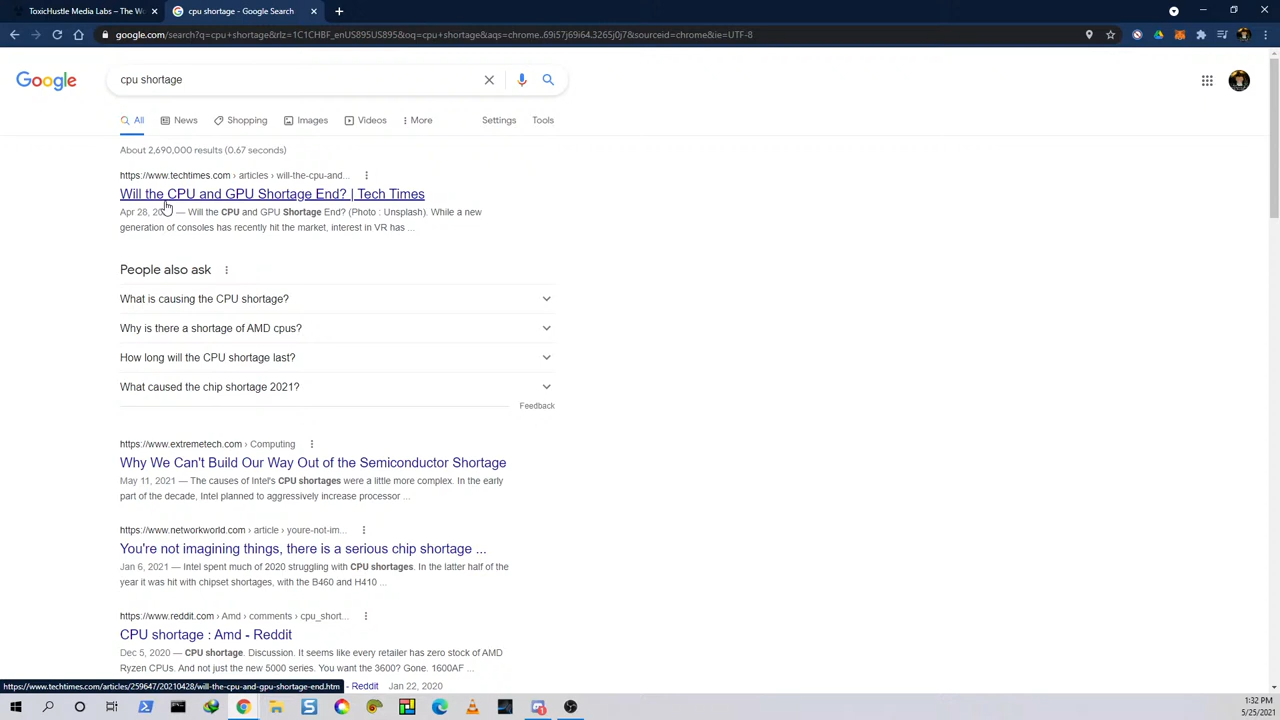 ToxicHustle Media Labs – The W
cpu shortage - Google Search
google.com/search?q=cpu+shortage&rlz=1C1CHBF_enUS895US895&oq=cpu+shortage&aqs=chrome..69i57j69i64.3265j0j7&sourceid=chrome&ie=UTF-8
Google
cpu shortage
All
News
Shopping
Images
Videos
More
Settings
Tools
About 2,690,000 results (0.67 seconds)
https://www.techtimes.com › articles › will-the-cpu-and...
Will the CPU and GPU Shortage End? | Tech Times
Apr 28, — Will the CPU and GPU Shortage End? (Photo : Unsplash). While a new
generation of consoles has recently hit the market, interest in VR has ...
People also ask
What is causing the CPU shortage?
Why is there a shortage of AMD cpus?
How long will the CPU shortage last?
What caused the chip shortage 2021?
Feedback
https://www.extremetech.com › Computing
Why We Can't Build Our Way Out of the Semiconductor Shortage
May 11, 2021 — The causes of Intel's CPU shortages were a little more complex. In the early
part of the decade, Intel planned to aggressively increase processor ...
https://www.networkworld.com › article › youre-not-im...
You're not imagining things, there is a serious chip shortage ...
Jan 6, 2021 — Intel spent much of 2020 struggling with CPU shortages. In the latter half of the
year it was hit with chipset shortages, with the B460 and H410 ...
https://www.reddit.com › Amd › comments › cpu_short...
CPU shortage : Amd - Reddit
Dec 5, 2020 — CPU shortage. Discussion. It seems like every retailer has zero stock of AMD
Ryzen CPUs. And not just the new 5000 series. You want the 3600? Gone. 1600AF ...
https://www.techtimes.com/articles/259647/20210428/will-the-cpu-and-gpu-shortage-end.htm
- Reddit Jan 22, 2020
1:32 PM
5/25/2021